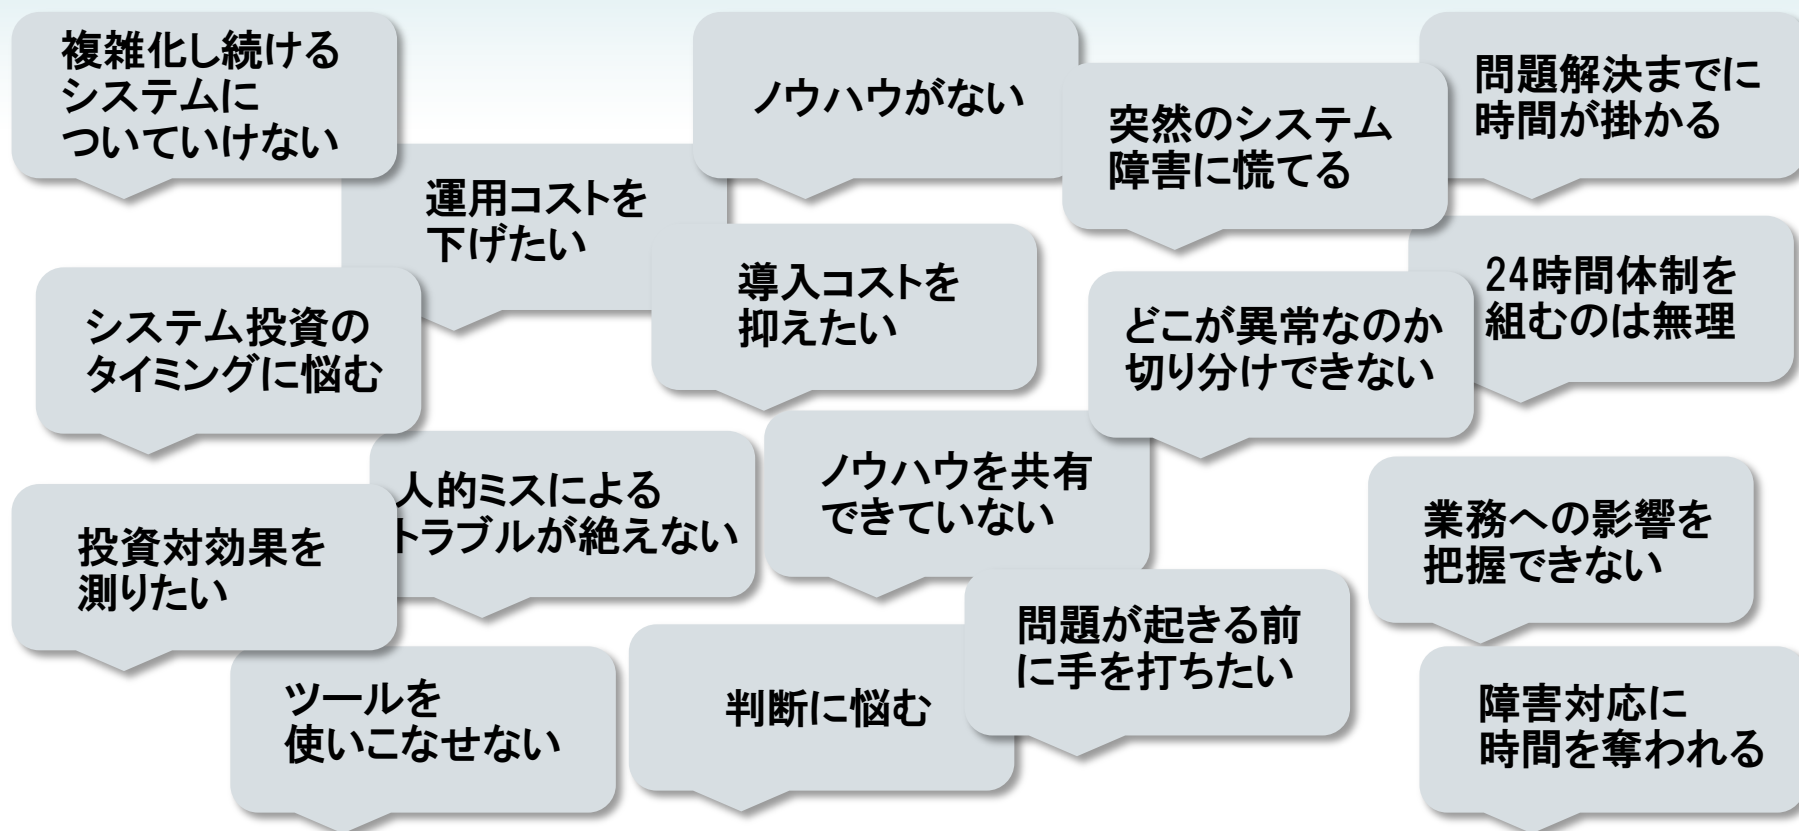 複雑化し続ける
システムに
ついていけない
ノウハウがない
突然のシステム
障害に慌てる
問題解決までに
時間が掛かる
運用コストを
下げたい
導入コストを
抑えたい
24時間体制を
組むのは無理
システム投資の
タイミングに悩む
どこが異常なのか
切り分けできない
人的ミスによる
トラブルが絶えない
ノウハウを共有
できていない
業務への影響を
把握できない
投資対効果を
測りたい
問題が起きる前
に手を打ちたい
ツールを
使いこなせない
判断に悩む
障害対応に
時間を奪われる